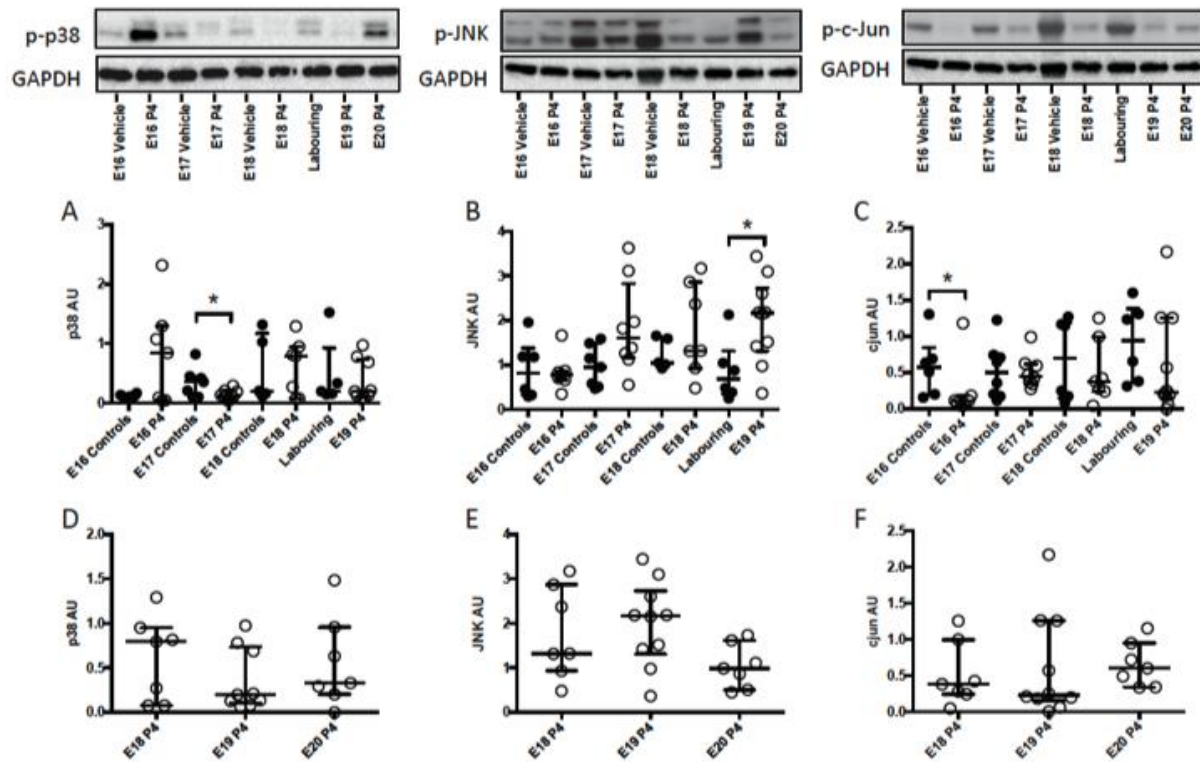 p-p38
GAPDH
E16 Vehicle
E16 P4
E17 Vehicle
E17 P4
E18 Vehicle
E18 P4
Labouring
E19 P4
E20 P4
p-JNK
GAPDH
E16 Vehicle
E16 P4
E17 Vehicle
E17 P4
E18 Vehicle
E18 P4
Labouring
E19 P4
E20 P4
p-c-Jun
GAPDH
E16 Vehicle
E16 P4
E17 Vehicle
E17 P4
E18 Vehicle
E18 P4
Labouring
E19 P4
E20 P4
A
p38 AU
3
2
1
0
*
E16 Controls
E16 P4
E17 Controls
E17 P4
E18 Controls
E18 P4
Labouring
E19 P4
B
JNK AU
4
3
2
1
0
*
E16 Controls
E16 P4
E17 Controls
E17 P4
E18 Controls
E18 P4
Labouring
E19 P4
C
cjun AU
2.5
2.0
1.5
1.0
0.5
0.0
*
E16 Controls
E16 P4
E17 Controls
E17 P4
E18 Controls
E18 P4
Labouring
E19 P4
D
p38 AU
2.0
1.5
1.0
0.5
0.0
E18 P4
E19 P4
E20 P4
E
JNK AU
4
3
2
1
0
E18 P4
E19 P4
E20 P4
F
cjun AU
2.5
2.0
1.5
1.0
0.5
0.0
E18 P4
E19 P4
E20 P4